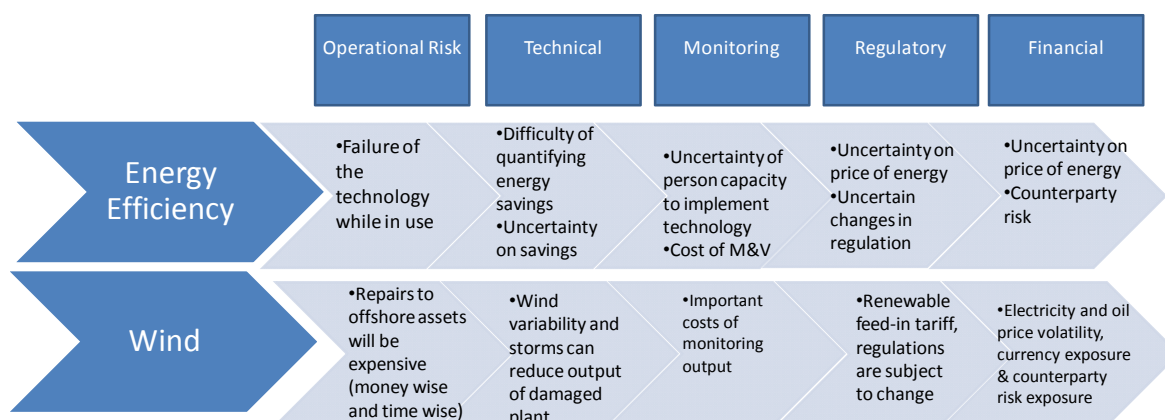 Operational Risk
Technical
Monitoring
Regulatory
Financial
Energy
Efficiency
•Failure of
the
technology
while in use
•Difficulty of
quantifying
energy
savings
•Uncertainty
on savings
•Uncertainty of
person capacity
to implement
technology
•Cost of M&V
•Uncertainty on
price of energy
•Uncertain
changes in
regulation
•Uncertainty on
price of energy
•Counterparty
risk
Wind
•Repairs to
offshore assets
will be
expensive
(money wise
and time wise)
•Wind
variability and
storms can
reduce output
of damaged
plant
•Important
costs of
monitoring
output
•Renewable
feed-in tariff,
regulations
are subject
to change
•Electricity and oil
price volatility,
currency exposure
& counterparty
risk exposure